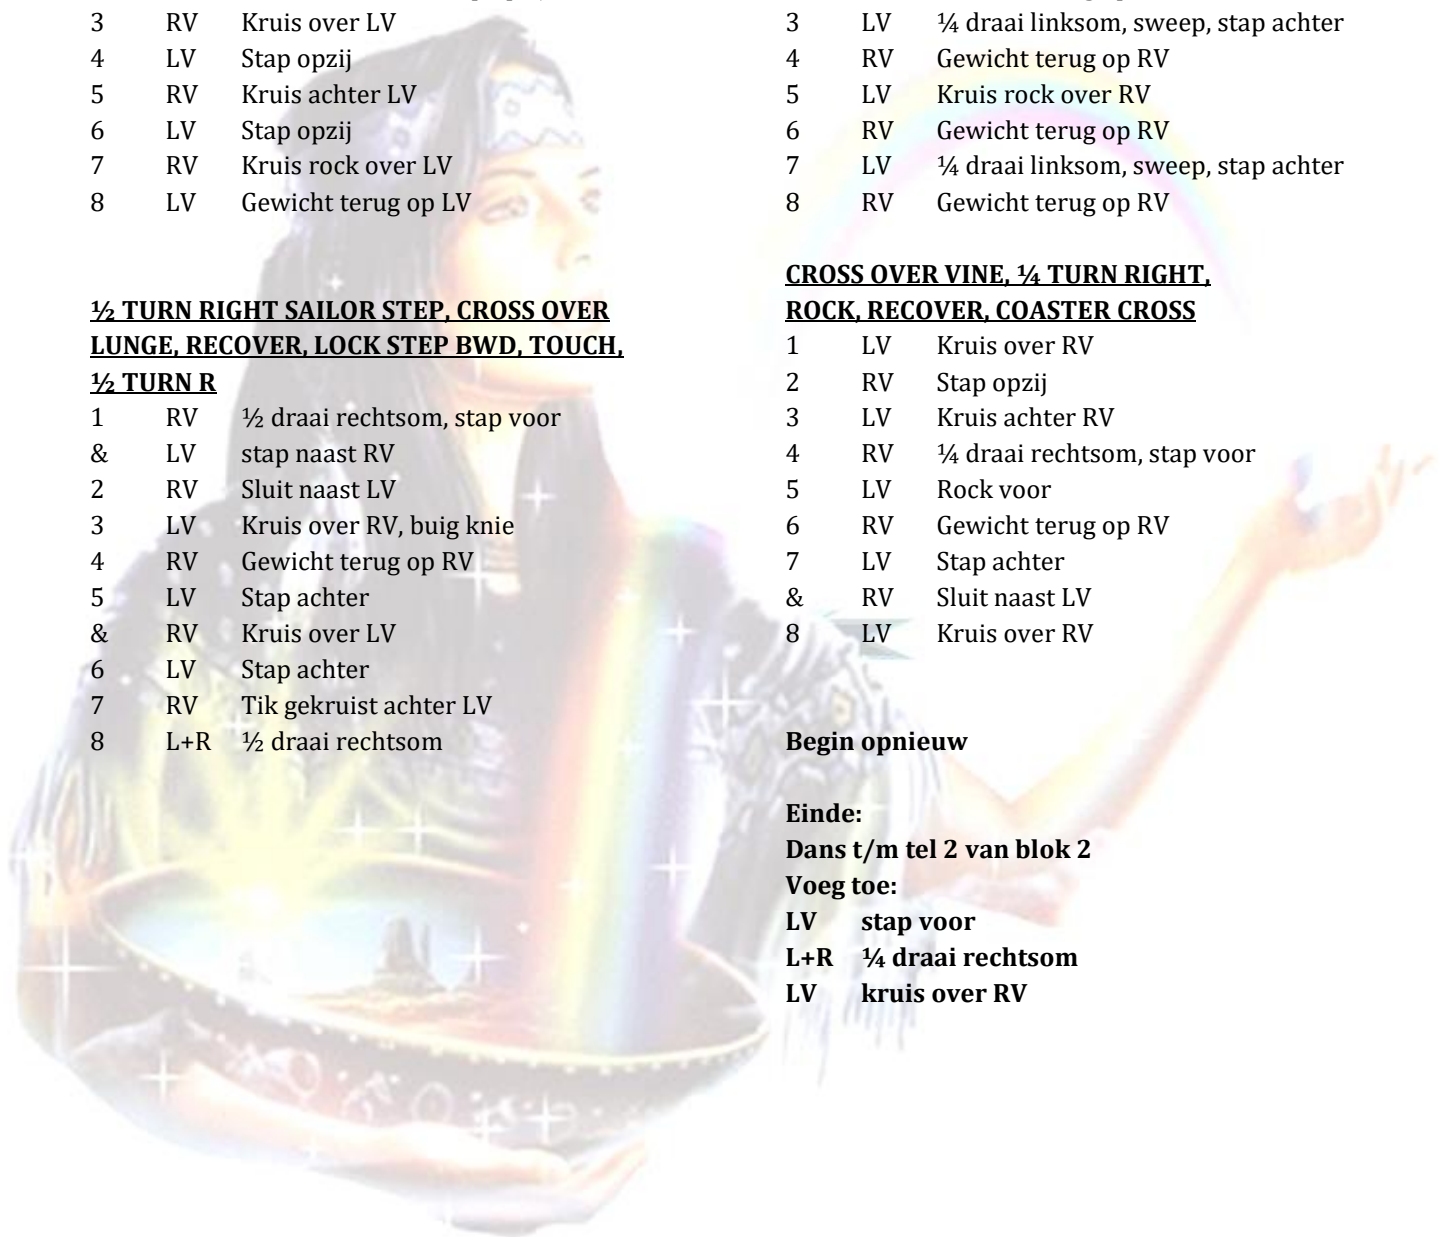 3 RV Kruis over LV
4 LV Stap opzij
5 RV Kruis achter LV
6 LV Stap opzij
7 RV Kruis rock over LV
8 LV Gewicht terug op LV
½ TURN RIGHT SAILOR STEP, CROSS OVER
LUNGE, RECOVER, LOCK STEP BWD, TOUCH,
½ TURN R
1 RV ½ draai rechtsom, stap voor
& LV stap naast RV
2 RV Sluit naast LV
3 LV Kruis over RV, buig knie
4 RV Gewicht terug op RV
5 LV Stap achter
& RV Kruis over LV
6 LV Stap achter
7 RV Tik gekruist achter LV
8 L+R ½ draai rechtsom
3 LV ¼ draai linksom, sweep, stap achter
4 RV Gewicht terug op RV
5 LV Kruis rock over RV
6 RV Gewicht terug op RV
7 LV ¼ draai linksom, sweep, stap achter
8 RV Gewicht terug op RV
CROSS OVER VINE, ¼ TURN RIGHT,
ROCK, RECOVER, COASTER CROSS
1 LV Kruis over RV
2 RV Stap opzij
3 LV Kruis achter RV
4 RV ¼ draai rechtsom, stap voor
5 LV Rock voor
6 RV Gewicht terug op RV
7 LV Stap achter
& RV Sluit naast LV
8 LV Kruis over RV
Begin opnieuw
Einde:
Dans t/m tel 2 van blok 2
Voeg toe:
LV stap voor
L+R ¼ draai rechtsom
LV kruis over RV